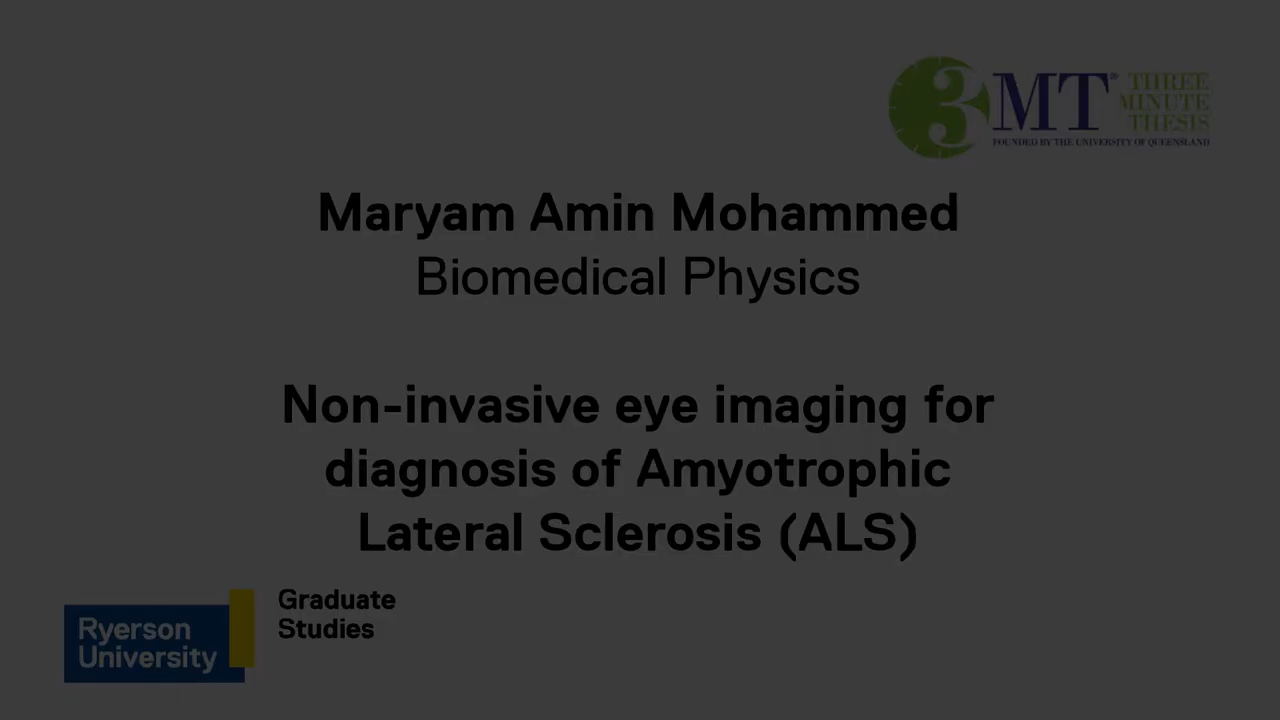 3MT® THREE
MINUTE
THESIS
FOUNDED BY THE UNIVERSITY OF QUEENSLAND
Maryam Amin Mohammed
Biomedical Physics
Non-invasive eye imaging for
diagnosis of Amyotrophic
Lateral Sclerosis (ALS)
Ryerson
University
Graduate
Studies